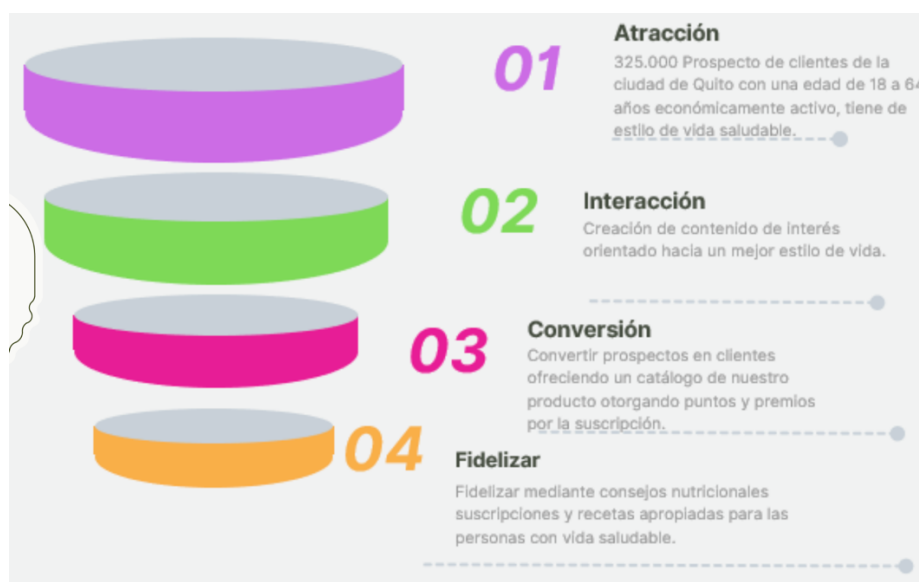 01
Atracción
325.000 Prospecto de clientes de la
ciudad de Quito con una edad de 18 a 64
años económicamente activo, tiene de
estilo de vida saludable.
02
Interacción
Creación de contenido de interés
orientado hacia un mejor estilo de vida.
03
Conversión
Convertir prospectos en clientes
ofreciendo un catálogo de nuestro
producto otorgando puntos y premios
por la suscripción.
04
Fidelizar
Fidelizar mediante consejos nutricionales
suscripciones y recetas apropiadas para las
personas con vida saludable.